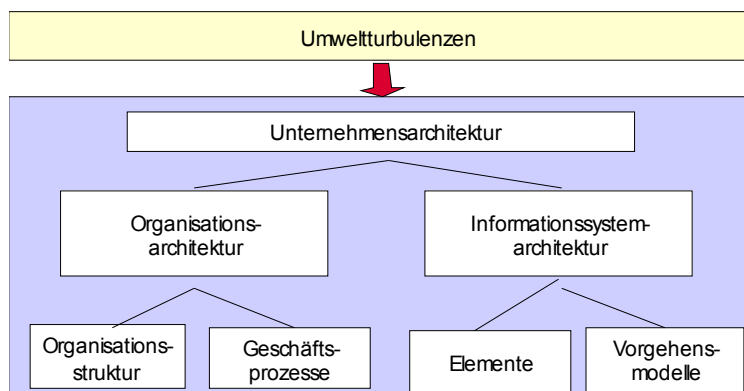 Umweltturbulenzen
Unternehmensarchitektur
Organisations-
architektur
Informationssystem-
architektur
Organisations-
struktur
Geschäfts-
prozesse
Elemente
Vorgehens-
modelle